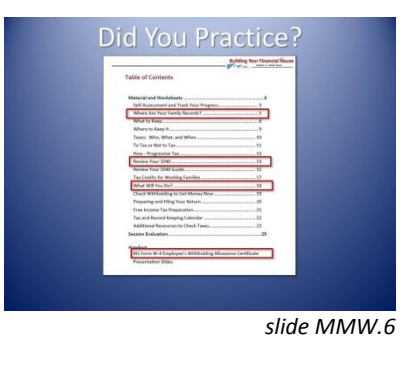 Did You Practice?
Building Your Financial House
Table of Contents
Material and Worksheets
Self-Assessment and Track Your Progress
Where Are Your Family Records?
What to Keep
Where to Keep It
Taxes: Who, What, and When
To Tax or Not to Tax
Progressive Tax
Review Your 1040
Review Your 1040 Guide
Tax Credits for Working Families
What Will You Do?
Check Withholding to Get Money Now
Preparing and Filing Your Return
Free Income Tax Preparation
Tax and Record Keeping Calendar
Additional Resources to Check Taxes
Session Evaluation
IRS Form W-4 Employee's Withholding Allowance Certificate
Presentation Slides
slide MMW.6